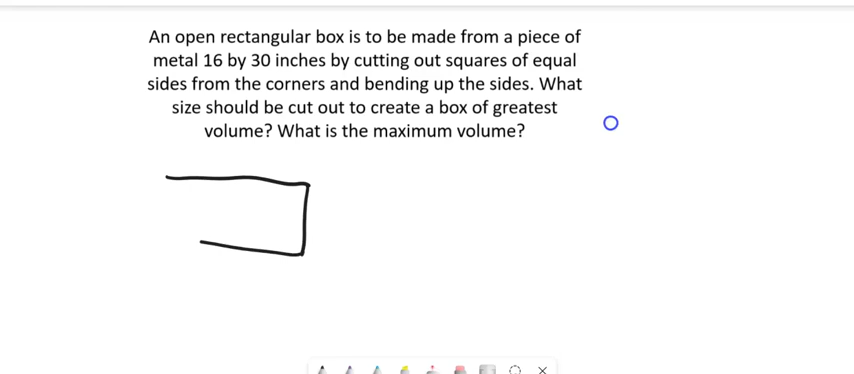 An open rectangular box is to be made from a piece of
metal 16 by 30 inches by cutting out squares of equal
sides from the corners and bending up the sides. What
size should be cut out to create a box of greatest
volume? What is the maximum volume?